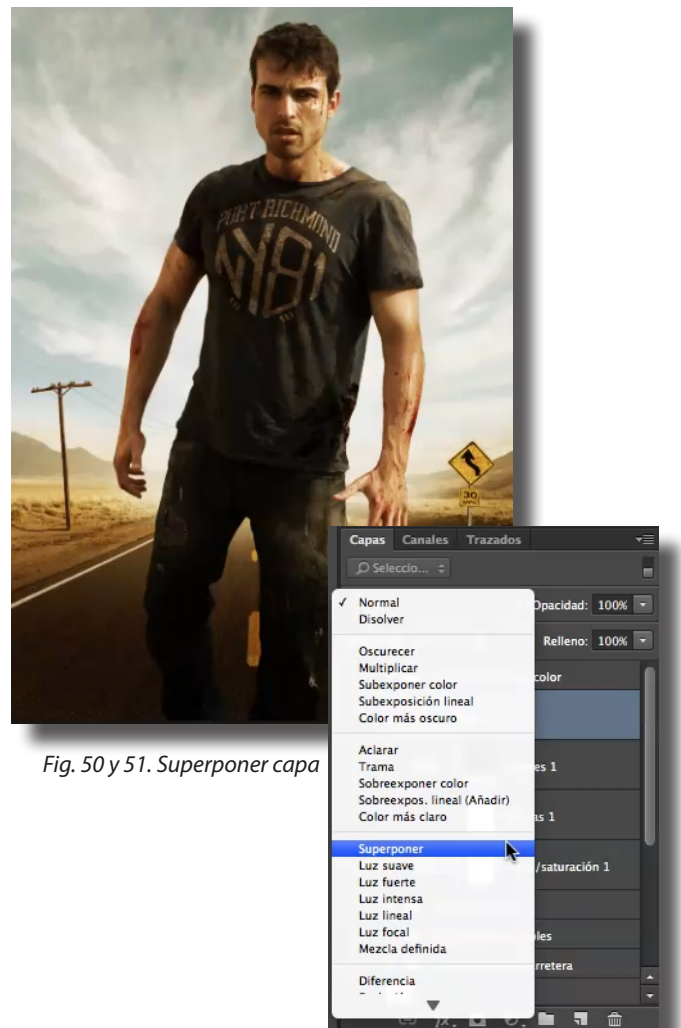 PORT RICHMOND
NY81
30
Fig. 50 y 51. Superponer capa
Capas Canales Trazados
Seleccio...
Opacidad: 100%
Relleno: 100%
✓ Normal
Disolver
Oscurecer
Multiplicar
Subexponer color
Subexposición lineal
Color más oscuro
Aclarar
Trama
Sobreexponer color
Sobreexpos. lineal (Añadir)
Color más claro
Superponer
Luz suave
Luz fuerte
Luz intensa
Luz lineal
Luz focal
Mezcla definida
Diferencia
color
es 1
as 1
/saturación 1
les
rretera
fx